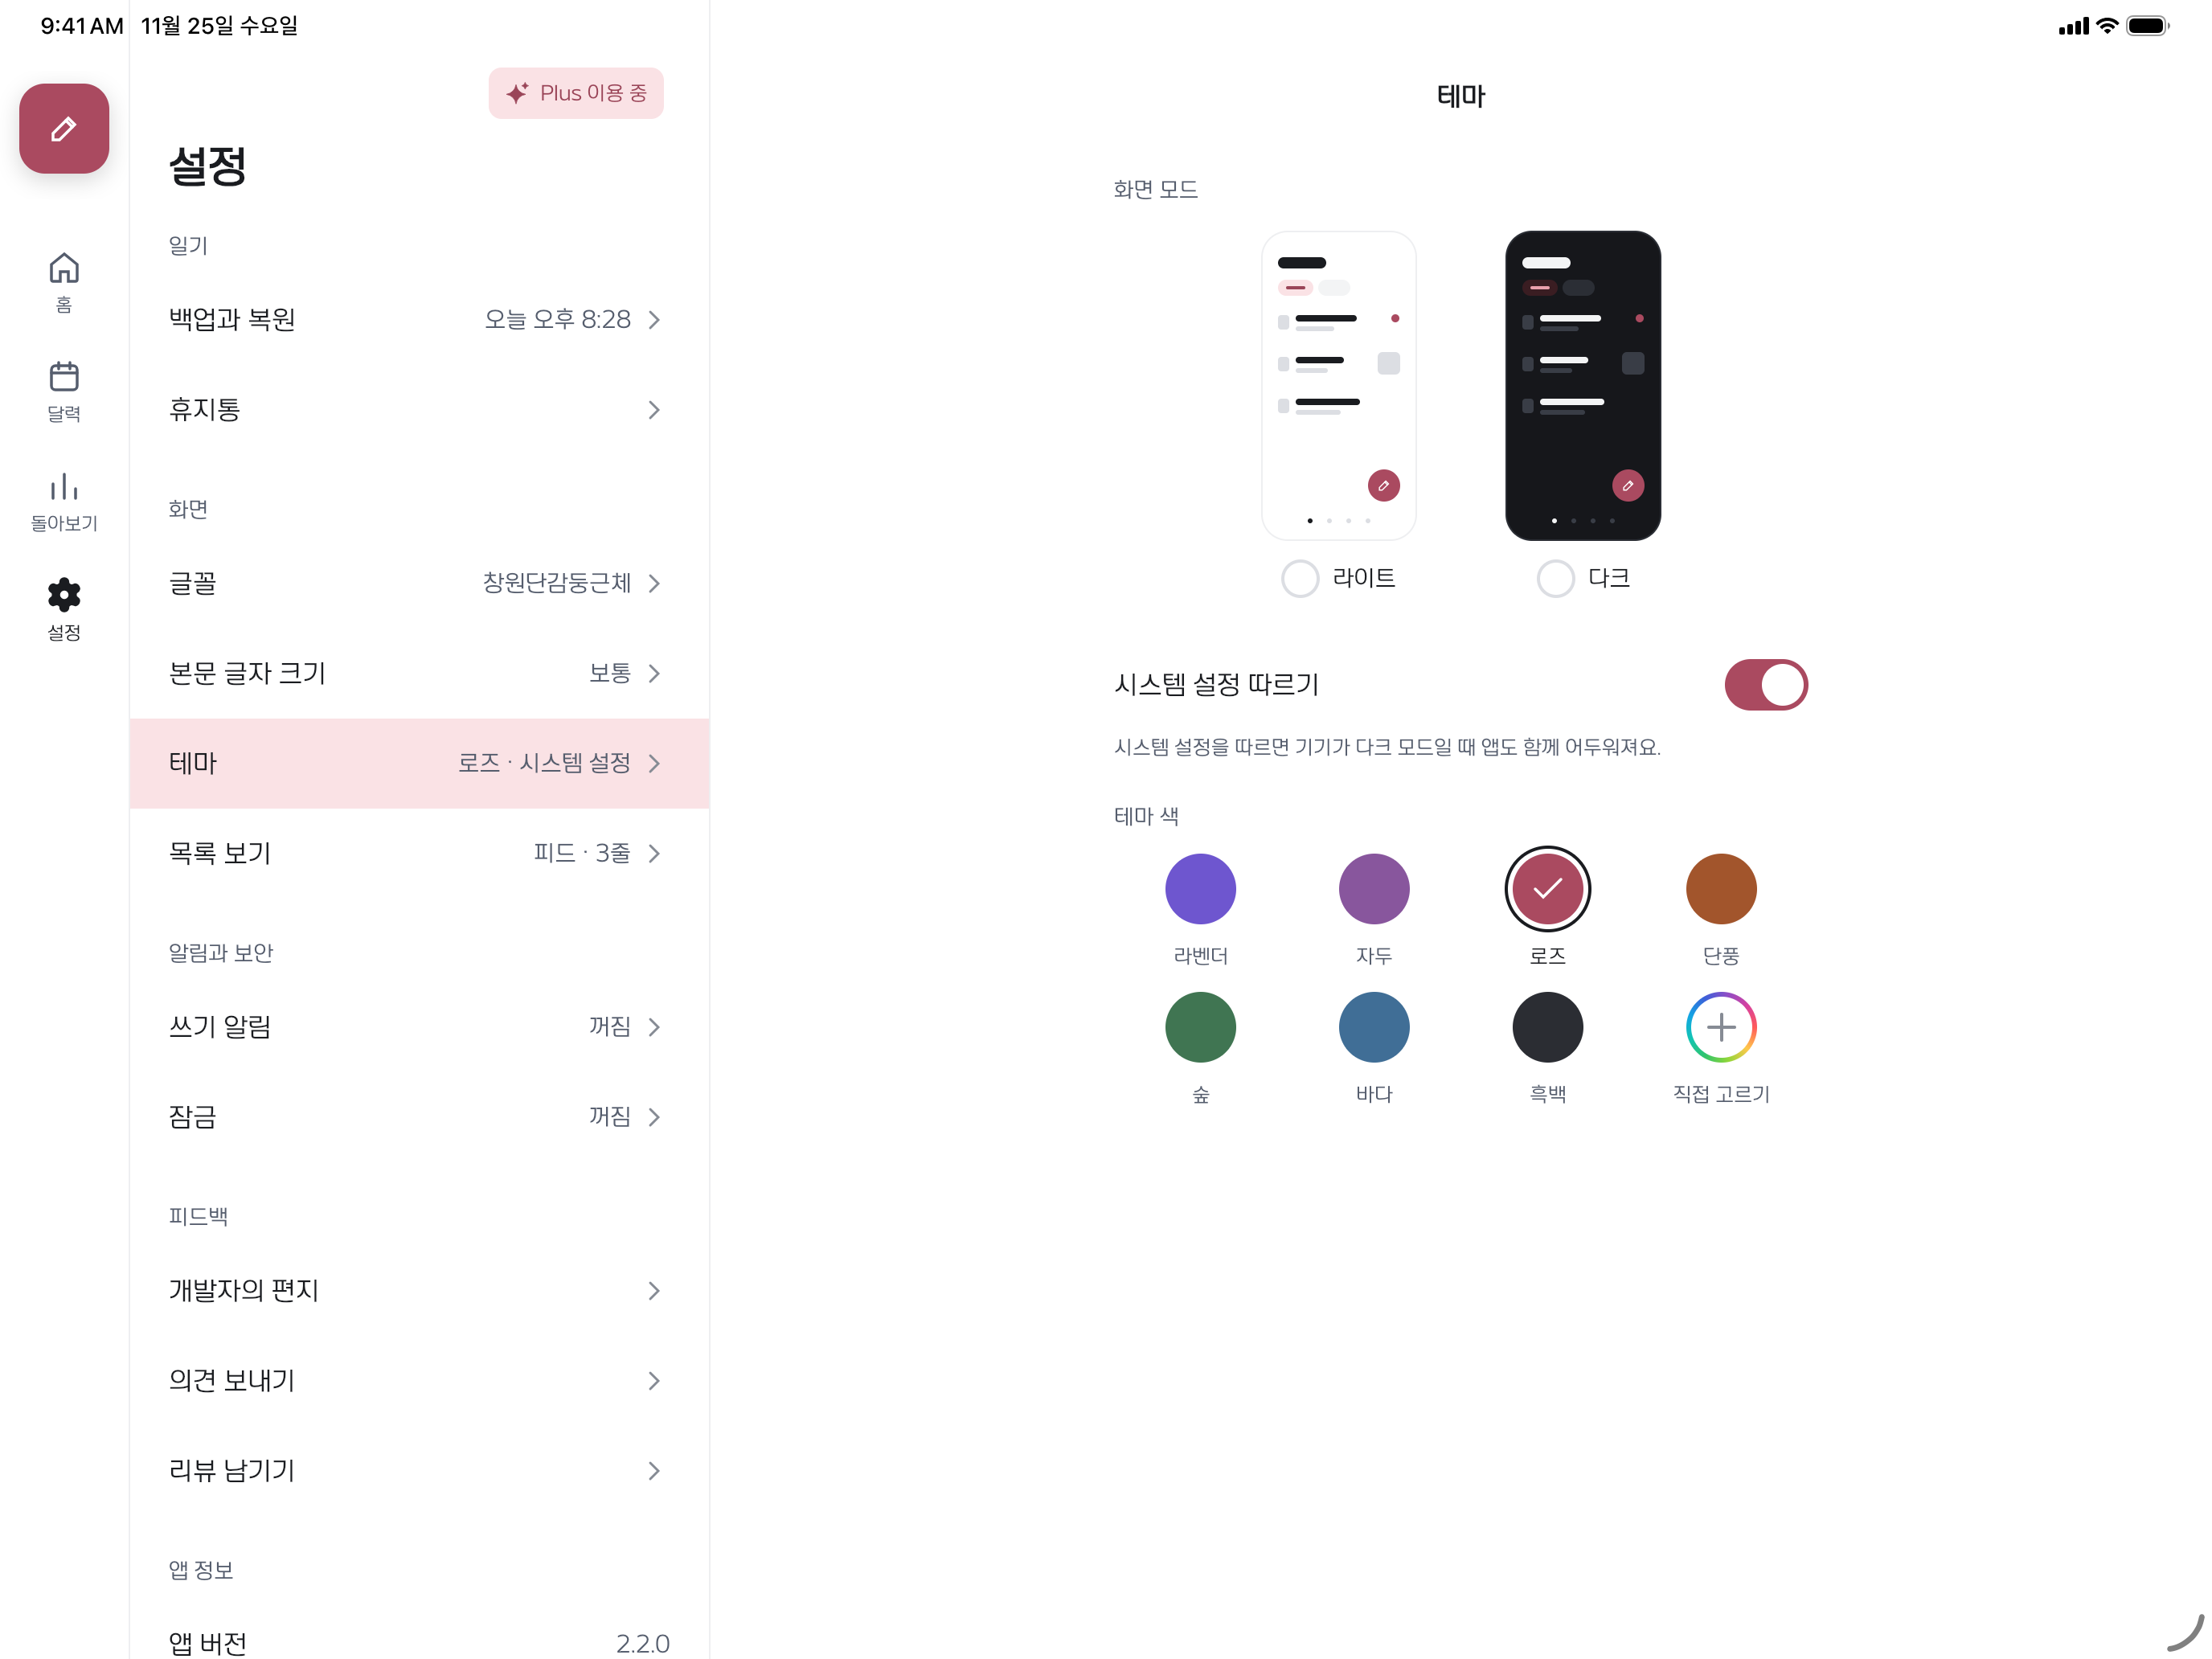 9:41 AM 11월 25일 수요일
Plus 이용 중
설정
홈
달력
돌아보기
설정
일기
백업과 복원 오늘 오후 8:28
휴지통
화면
글꼴 창원단감둥근체
본문 글자 크기 보통
테마 로즈 · 시스템 설정
목록 보기 피드 · 3줄
알림과 보안
쓰기 알림 꺼짐
잠금 꺼짐
피드백
개발자의 편지
의견 보내기
리뷰 남기기
앱 정보
앱 버전 2.2.0
테마
화면 모드
라이트 다크
시스템 설정 따르기
시스템 설정을 따르면 기기가 다크 모드일 때 앱도 함께 어두워져요.
테마 색
라벤더 자두 로즈 단풍
숲 바다 흑백 직접 고르기